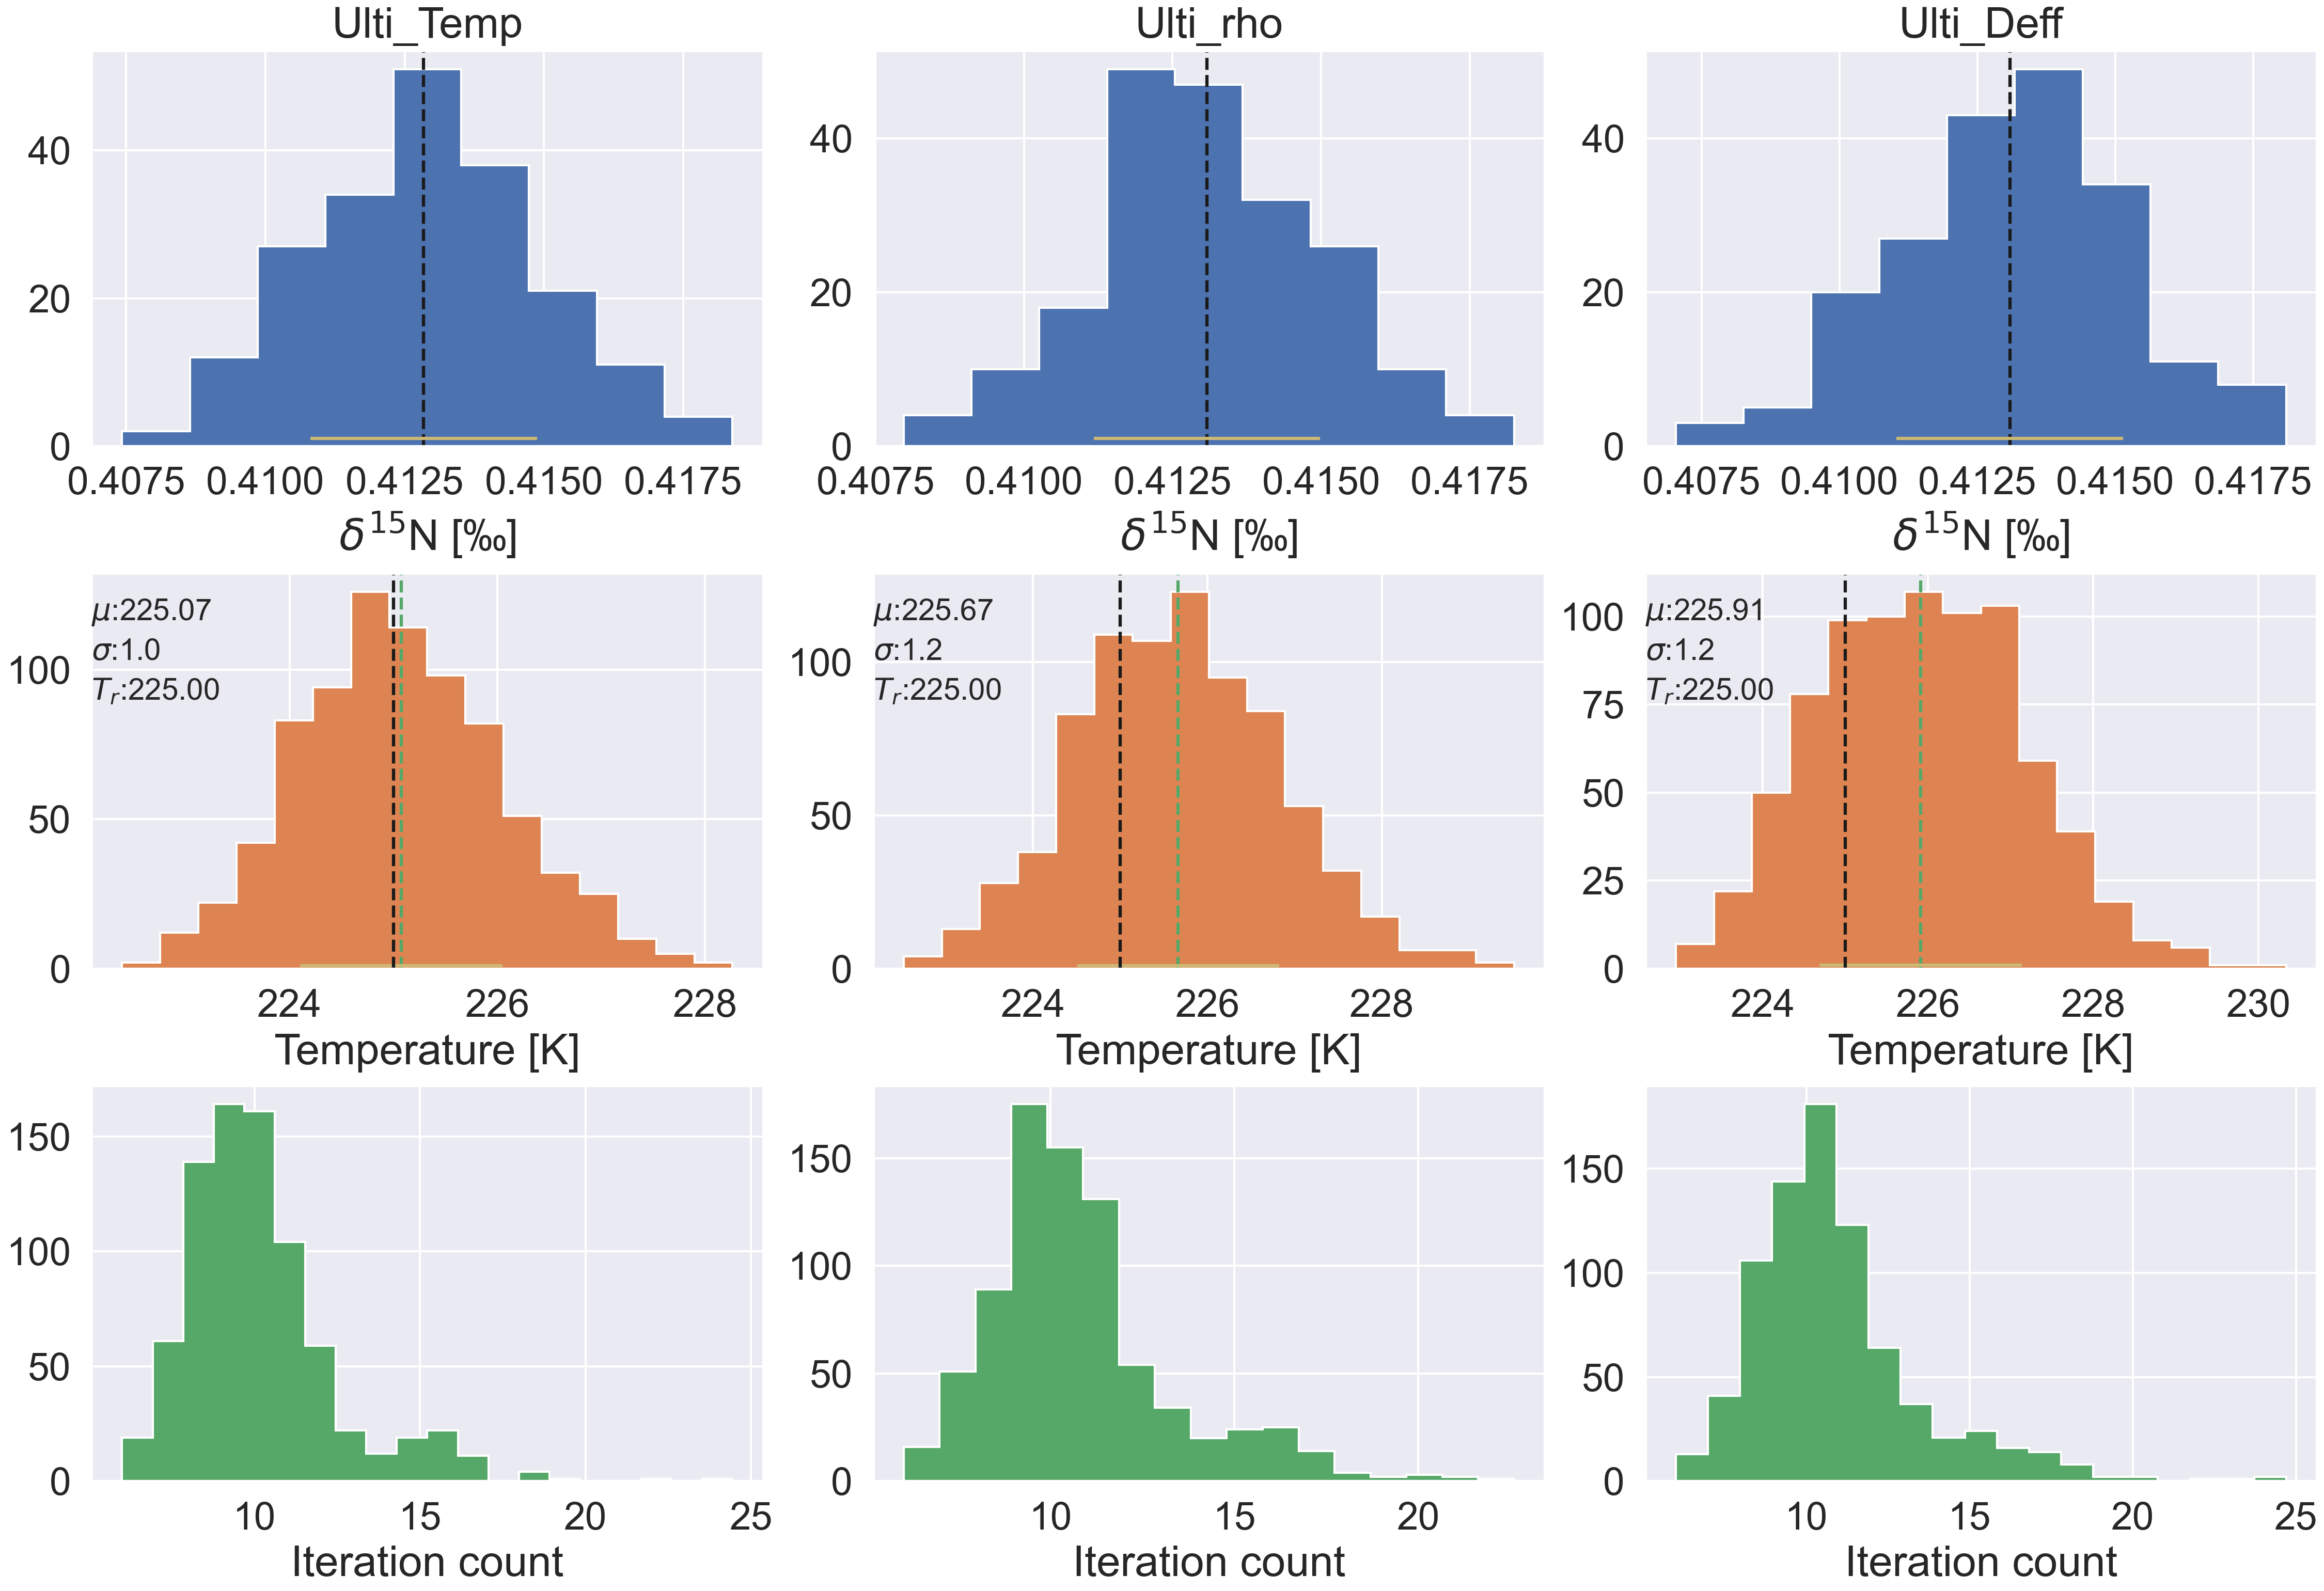 Ulti_Temp Ulti_rho Ulti_Deff
40 40 40
20 20 20
0 0 0
0.4075 0.4100 0.4125 0.4150 0.4175 0.4075 0.4100 0.4125 0.4150 0.4175 0.4075 0.4100 0.4125 0.4150 0.4175
δ¹⁵N [‰] δ¹⁵N [‰] δ¹⁵N [‰]
μ:225.07 μ:225.67 100 μ:225.91
σ:1.0 σ:1.2 σ:1.2
100 Tᵣ:225.00 100 Tᵣ:225.00 75 Tᵣ:225.00
50 50 50
25
0 0 0
224 226 228 224 226 228 224 226 228 230
Temperature [K] Temperature [K] Temperature [K]
150 150 150
100 100 100
50 50 50
0 0 0
10 15 20 25 10 15 20 10 15 20 25
Iteration count Iteration count Iteration count